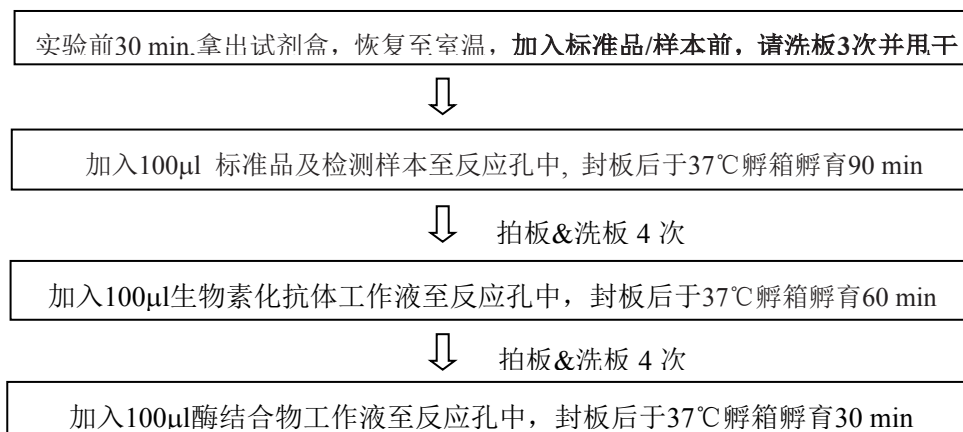 实验前30 min.拿出试剂盒，恢复至室温，加入标准品/样本前，请洗板3次并甩干
加入100μl 标准品及检测样本至反应孔中, 封板后于37℃孵箱孵育90 min
拍板&洗板 4 次
加入100μl生物素化抗体工作液至反应孔中，封板后于37℃孵箱孵育60 min
拍板&洗板 4 次
加入100μl酶结合物工作液至反应孔中，封板后于37℃孵箱孵育30 min